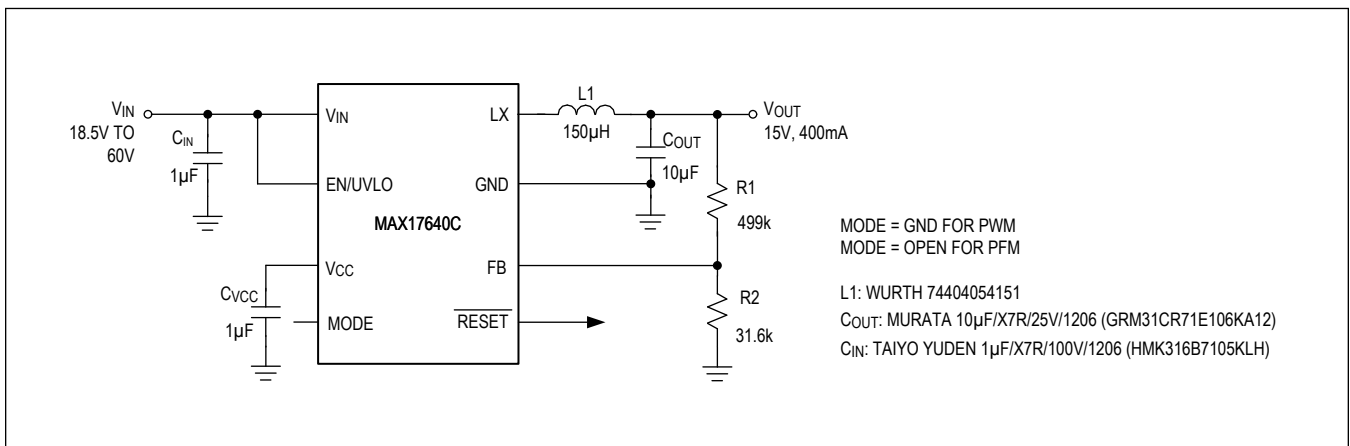 VIN
18.5V TO
60V
CIN
1µF
VIN
EN/UVLO
MAX17640C
VCC
CVCC
1µF
MODE
LX
GND
FB
RESET
L1
150µH
COUT
10µF
VOUT
15V, 400mA
R1
499k
R2
31.6k
MODE = GND FOR PWM
MODE = OPEN FOR PFM
L1: WURTH 74404054151
COUT: MURATA 10µF/X7R/25V/1206 (GRM31CR71E106KA12)
CIN: TAIYO YUDEN 1µF/X7R/100V/1206 (HMK316B7105KLH)